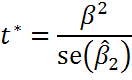 t* = β² / se(β̂₂)